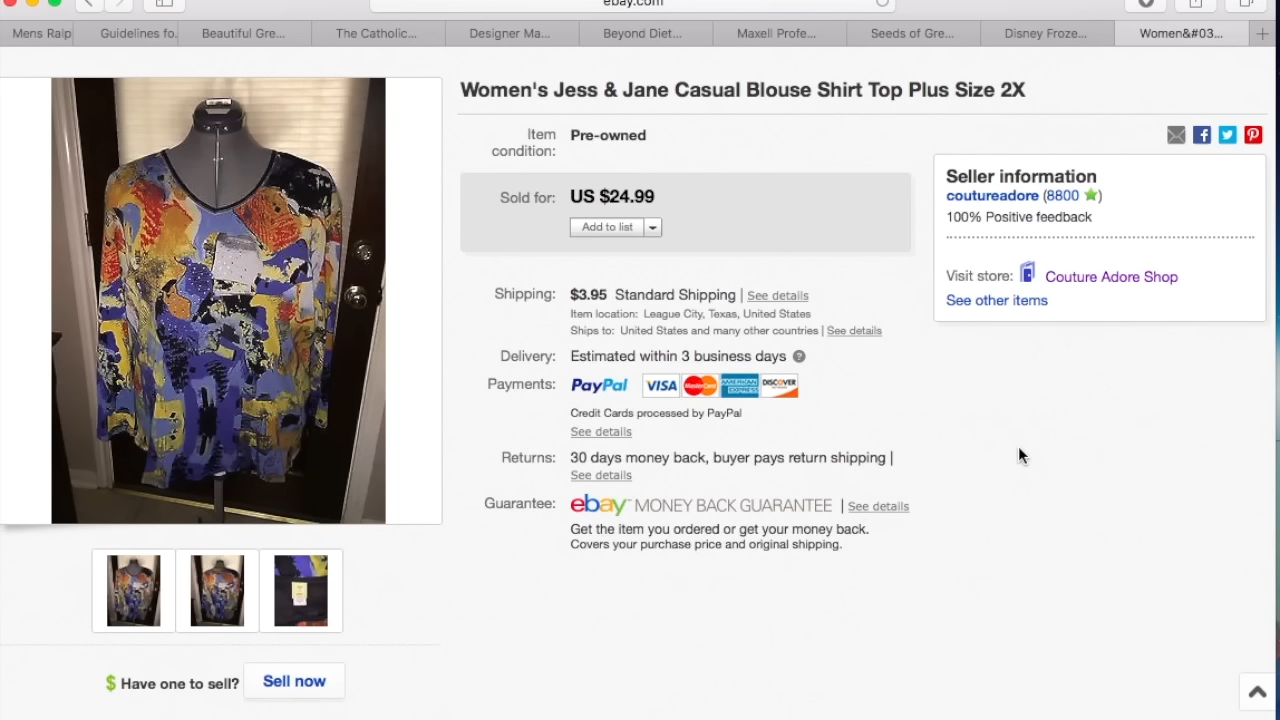 ebay.com
Mens Ralp
Guidelines fo.
Beautiful Gre...
The Catholic...
Designer Ma...
Beyond Diet...
Maxell Profe...
Seeds of Gre...
Disney Froze...
Women&#03...
Women's Jess & Jane Casual Blouse Shirt Top Plus Size 2X
Item
condition:
Pre-owned
Sold for:
US $24.99
Add to list
Shipping:
$3.95 Standard Shipping | See details
Item location: League City, Texas, United States
Ships to: United States and many other countries | See details
Delivery:
Estimated within 3 business days
Payments:
PayPal VISA MasterCard AMERICAN EXPRESS DISCOVER
Credit Cards processed by PayPal
See details
Returns:
30 days money back, buyer pays return shipping |
See details
Guarantee:
ebay MONEY BACK GUARANTEE | See details
Get the item you ordered or get your money back.
Covers your purchase price and original shipping.
Seller information
coutureadore (8800 )
100% Positive feedback
Visit store: Couture Adore Shop
See other items
$ Have one to sell? Sell now